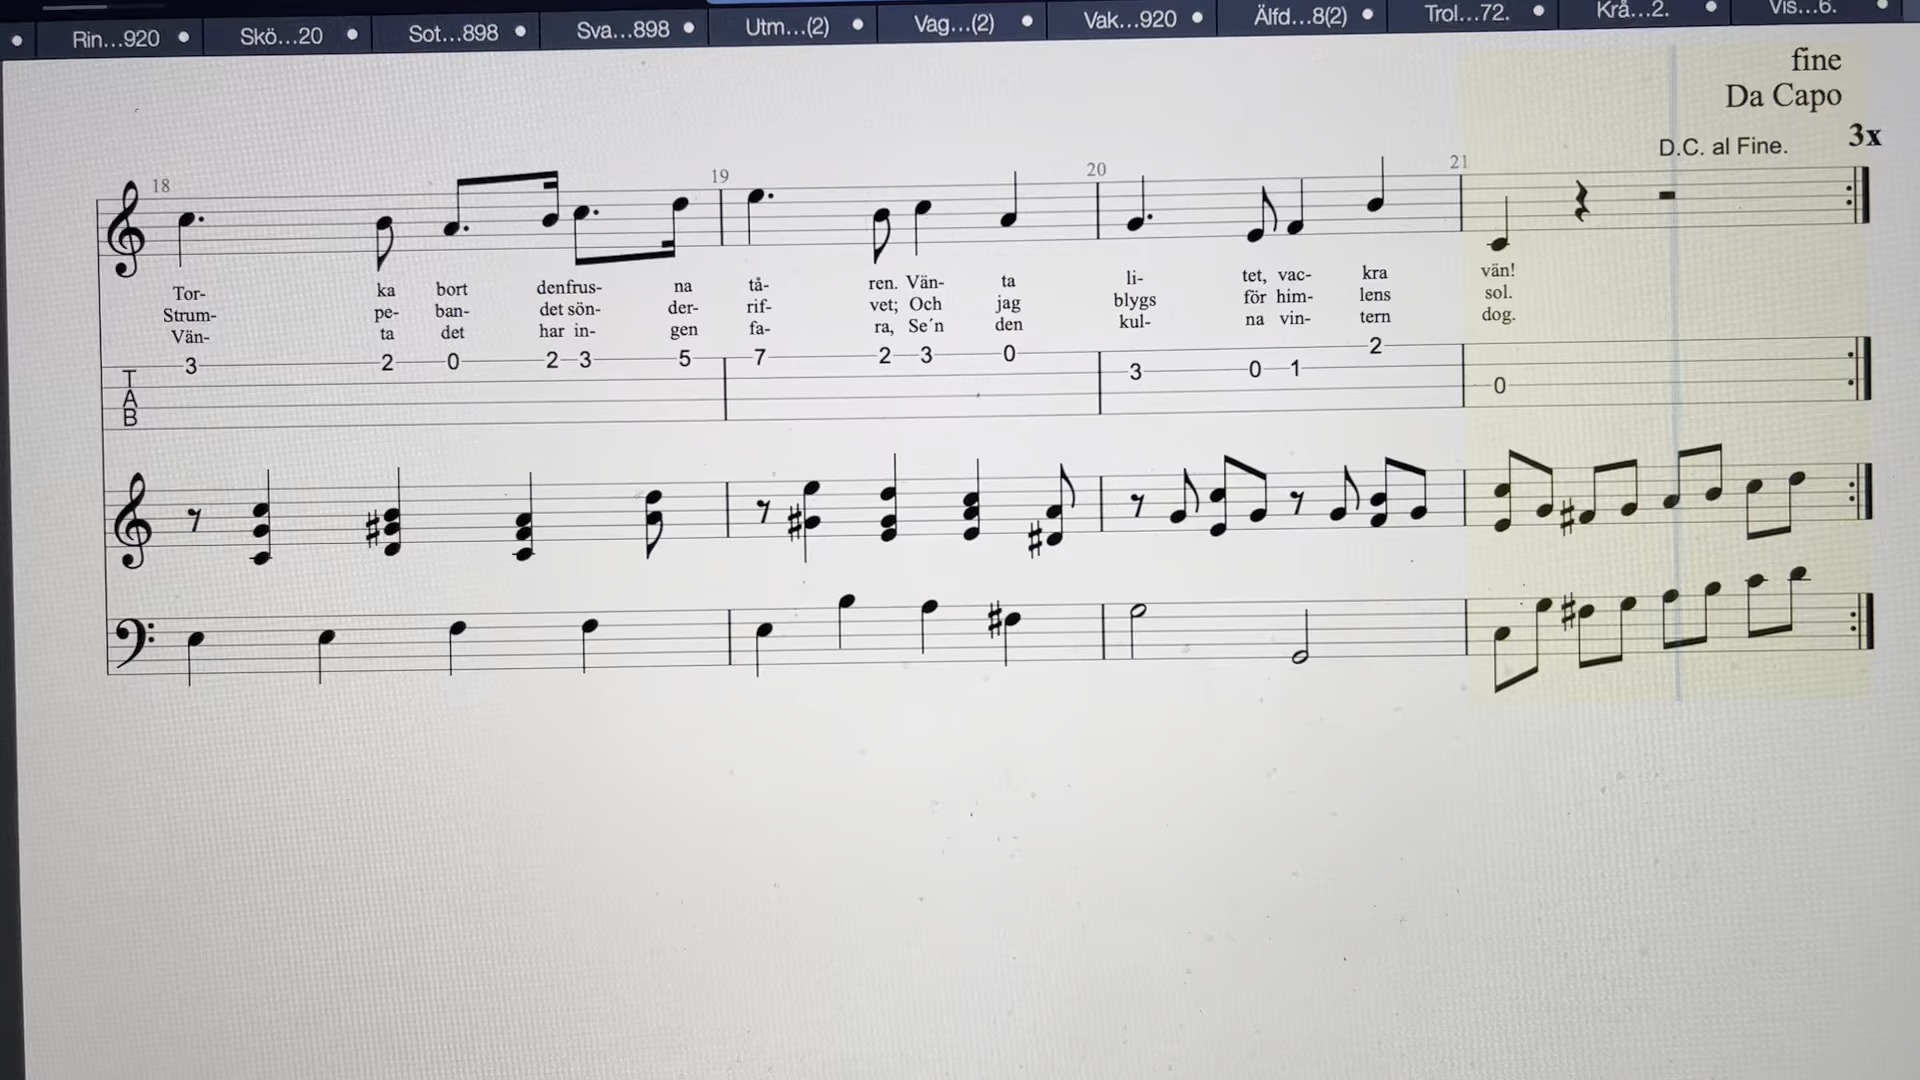 Rin...920 Skö...20 Sot...898 Sva...898 Utm...(2) Vag...(2) Vak...920 Älfd...8(2) Trol...72. Krå...2. Vis...6.
fine
Da Capo
D.C. al Fine. 3x
18 19 20 21
Tor- ka bort denfrus- na tå- ren. Vän- ta li- tet, vac- kra vän!
Strum- pe- ban- det sön- der- rif- vet; Och jag blygs för him- lens sol.
Vän- ta det har in- gen fa- ra, Se´n den kul- na vin- tern dog.
TAB 3 2 0 2 3 5 7 2 3 0 3 0 1 2 0